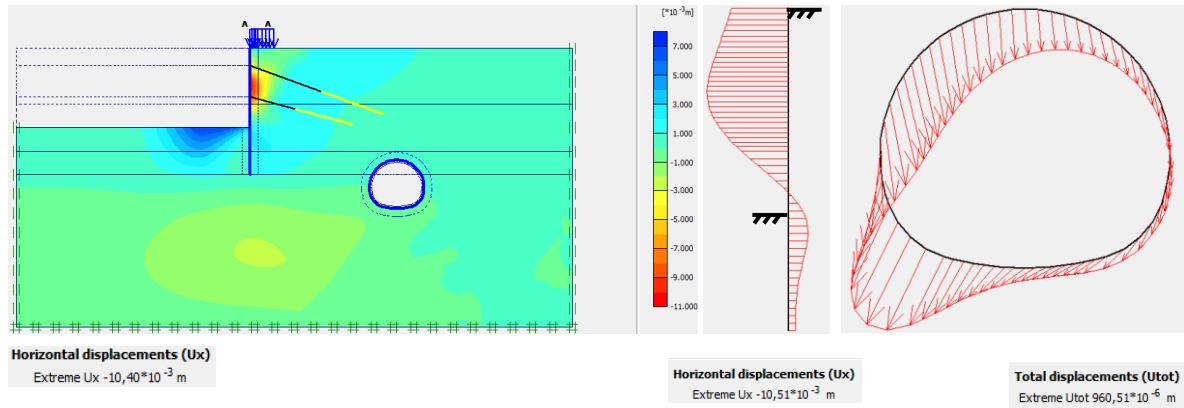 A A
[*10 -3 m]
7.000
5.000
3.000
1.000
-1.000
-3.000
-5.000
-7.000
-9.000
-11.000
Horizontal displacements (Ux)
Extreme Ux -10,40*10 -3 m
Horizontal displacements (Ux)
Extreme Ux -10,51*10 -3 m
Total displacements (Utot)
Extreme Utot 960,51*10 -6 m